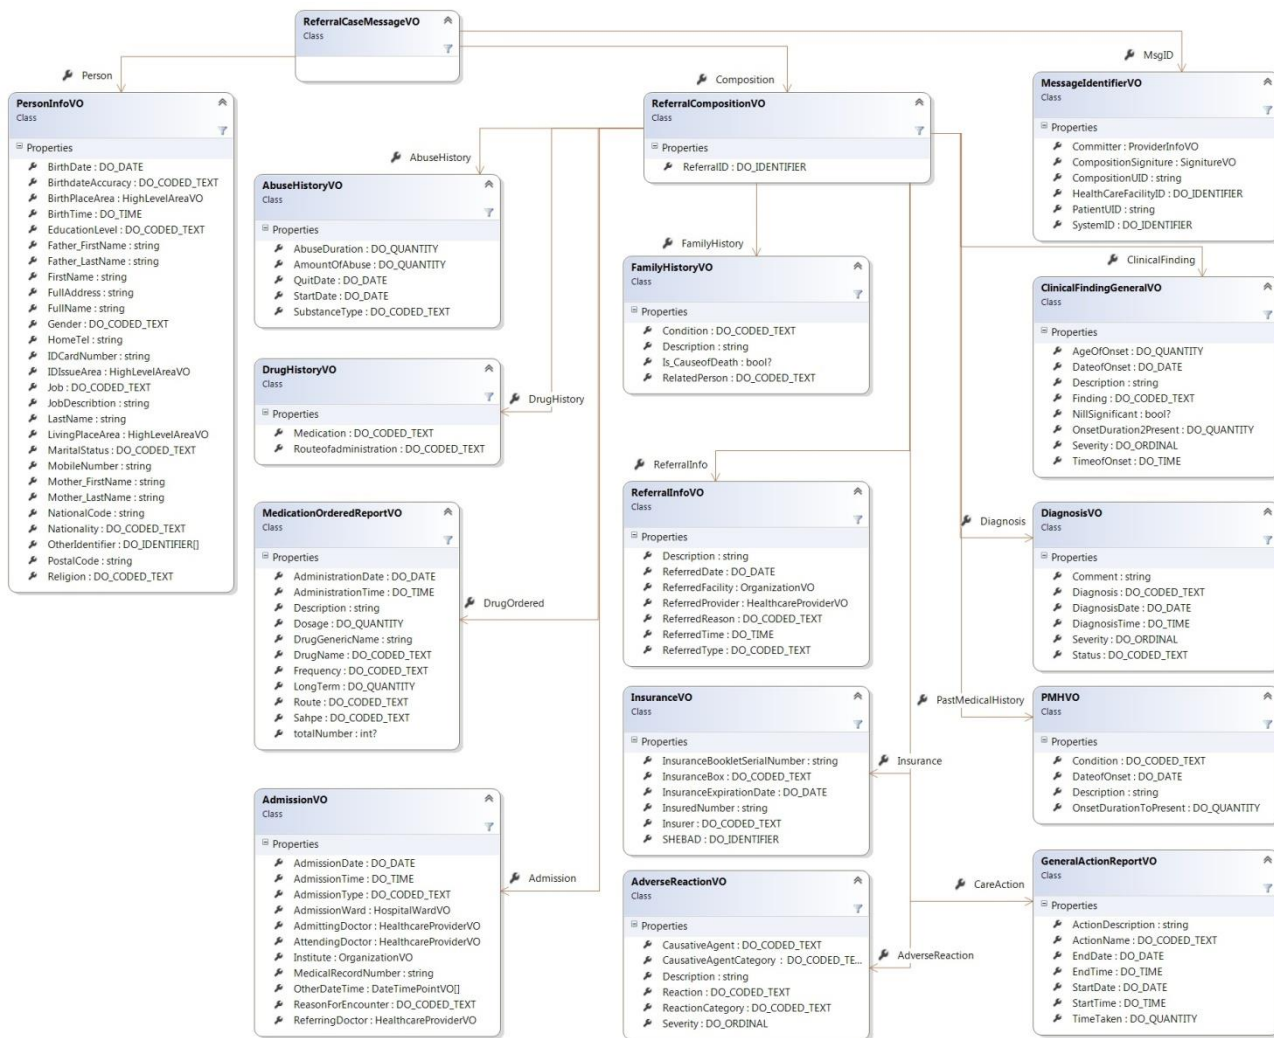 ReferralCaseMessageVO
Class
Person
Composition
MsgID
PersonInfoVO
Class
Properties
BirthDate : DO_DATE
BirthdateAccuracy : DO_CODED_TEXT
BirthPlaceArea : HighLevelAreaVO
BirthTime : DO_TIME
EducationLevel : DO_CODED_TEXT
Father_FirstName : string
Father_LastName : string
FirstName : string
FullAddress : string
FullName : string
Gender : DO_CODED_TEXT
HomeTel : string
IDCardNumber : string
IDIssueArea : HighLevelAreaVO
Job : DO_CODED_TEXT
JobDescribtion : string
LastName : string
LivingPlaceArea : HighLevelAreaVO
MaritalStatus : DO_CODED_TEXT
MobileNumber : string
Mother_FirstName : string
Mother_LastName : string
NationalCode : string
Nationality : DO_CODED_TEXT
OtherIdentifier : DO_IDENTIFIER[]
PostalCode : string
Religion : DO_CODED_TEXT
ReferralCompositionVO
Class
Properties
ReferralID : DO_IDENTIFIER
MessageIdentifierVO
Class
Properties
Committer : ProviderInfoVO
CompositionSigniture : SignitureVO
CompositionUID : string
HealthCareFacilityID : DO_IDENTIFIER
PatientUID : string
SystemID : DO_IDENTIFIER
AbuseHistory
AbuseHistoryVO
Class
Properties
AbuseDuration : DO_QUANTITY
AmountOfAbuse : DO_QUANTITY
QuitDate : DO_DATE
StartDate : DO_DATE
SubstanceType : DO_CODED_TEXT
FamilyHistory
FamilyHistoryVO
Class
Properties
Condition : DO_CODED_TEXT
Description : string
Is_CauseofDeath : bool?
RelatedPerson : DO_CODED_TEXT
ClinicalFinding
ClinicalFindingGeneralVO
Class
Properties
AgeOfOnset : DO_QUANTITY
DateofOnset : DO_DATE
Description : string
Finding : DO_CODED_TEXT
NillSignificant : bool?
OnsetDuration2Present : DO_QUANTITY
Severity : DO_ORDINAL
TimeofOnset : DO_TIME
DrugHistoryVO
Class
Properties
Medication : DO_CODED_TEXT
Routeofadministration : DO_CODED_TEXT
DrugHistory
ReferralInfo
ReferralInfoVO
Class
Properties
Description : string
ReferredDate : DO_DATE
ReferredFacility : OrganizationVO
ReferredProvider : HealthcareProviderVO
ReferredReason : DO_CODED_TEXT
ReferredTime : DO_TIME
ReferredType : DO_CODED_TEXT
MedicationOrderedReportVO
Class
Properties
AdministrationDate : DO_DATE
AdministrationTime : DO_TIME
Description : string
Dosage : DO_QUANTITY
DrugGenericName : string
DrugName : DO_CODED_TEXT
Frequency : DO_CODED_TEXT
LongTerm : DO_QUANTITY
Route : DO_CODED_TEXT
Sahpe : DO_CODED_TEXT
totalNumber : int?
DrugOrdered
Diagnosis
DiagnosisVO
Class
Properties
Comment : string
Diagnosis : DO_CODED_TEXT
DiagnosisDate : DO_DATE
DiagnosisTime : DO_TIME
Severity : DO_ORDINAL
Status : DO_CODED_TEXT
InsuranceVO
Class
Properties
InsuranceBookletSerialNumber : string
InsuranceBox : DO_CODED_TEXT
InsuranceExpirationDate : DO_DATE
InsuredNumber : string
Insurer : DO_CODED_TEXT
SHEBAD : DO_IDENTIFIER
Insurance
PastMedicalHistory
PMHVO
Class
Properties
Condition : DO_CODED_TEXT
DateofOnset : DO_DATE
Description : string
OnsetDurationToPresent : DO_QUANTITY
AdmissionVO
Class
Properties
AdmissionDate : DO_DATE
AdmissionTime : DO_TIME
AdmissionType : DO_CODED_TEXT
AdmissionWard : HospitalWardVO
AdmittingDoctor : HealthcareProviderVO
AttendingDoctor : HealthcareProviderVO
Institute : OrganizationVO
MedicalRecordNumber : string
OtherDateTime : DateTimePointVO[]
ReasonForEncounter : DO_CODED_TEXT
ReferringDoctor : HealthcareProviderVO
Admission
AdverseReactionVO
Class
Properties
CausativeAgent : DO_CODED_TEXT
CausativeAgentCategory : DO_CODED_TE...
Description : string
Reaction : DO_CODED_TEXT
ReactionCategory : DO_CODED_TEXT
Severity : DO_ORDINAL
AdverseReaction
CareAction
GeneralActionReportVO
Class
Properties
ActionDescription : string
ActionName : DO_CODED_TEXT
EndDate : DO_DATE
EndTime : DO_TIME
StartDate : DO_DATE
StartTime : DO_TIME
TimeTaken : DO_QUANTITY